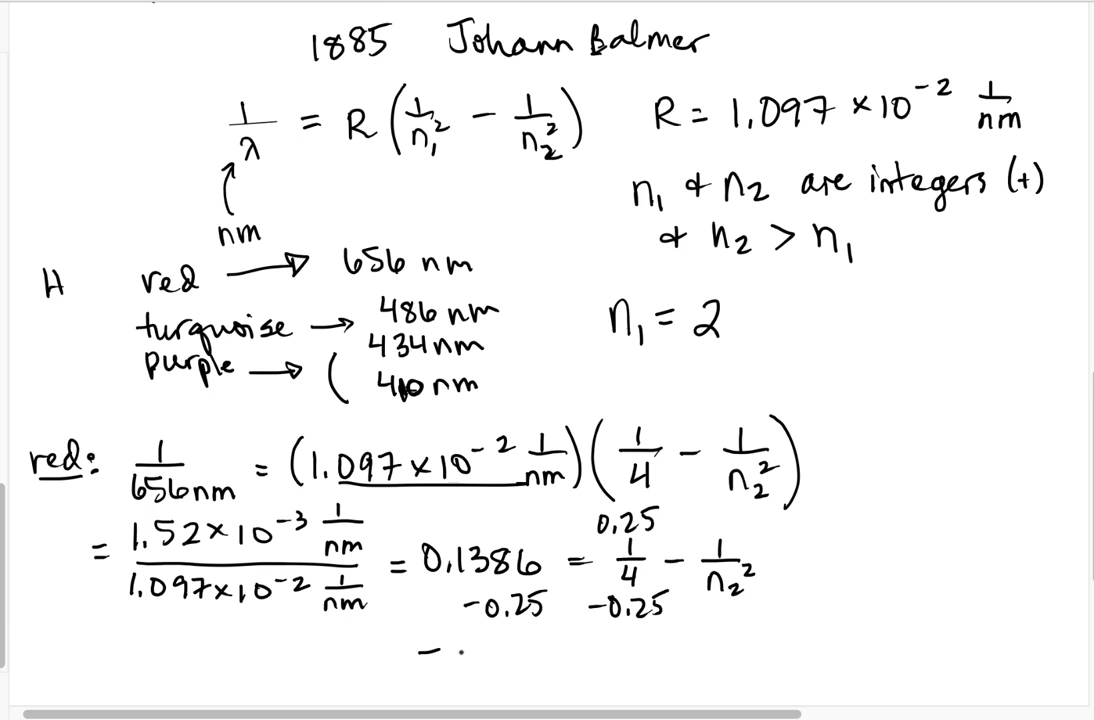 1885 Johann Balmer
1/λ = R(1/n₁² − 1/n₂²) R = 1.097 × 10⁻² 1/nm
nm
n₁ & n₂ are integers (+)
& n₂ > n₁
H red → 656 nm
turquoise → 486 nm
n₁ = 2
434 nm
purple → (
410 nm
red: 1/656nm = (1.097×10⁻² 1/nm)(1/4 − 1/n₂²)
0.25
= 1.52×10⁻³ 1/nm / 1.097×10⁻² 1/nm = 0.1386 = 1/4 − 1/n₂²
−0.25 −0.25
− .